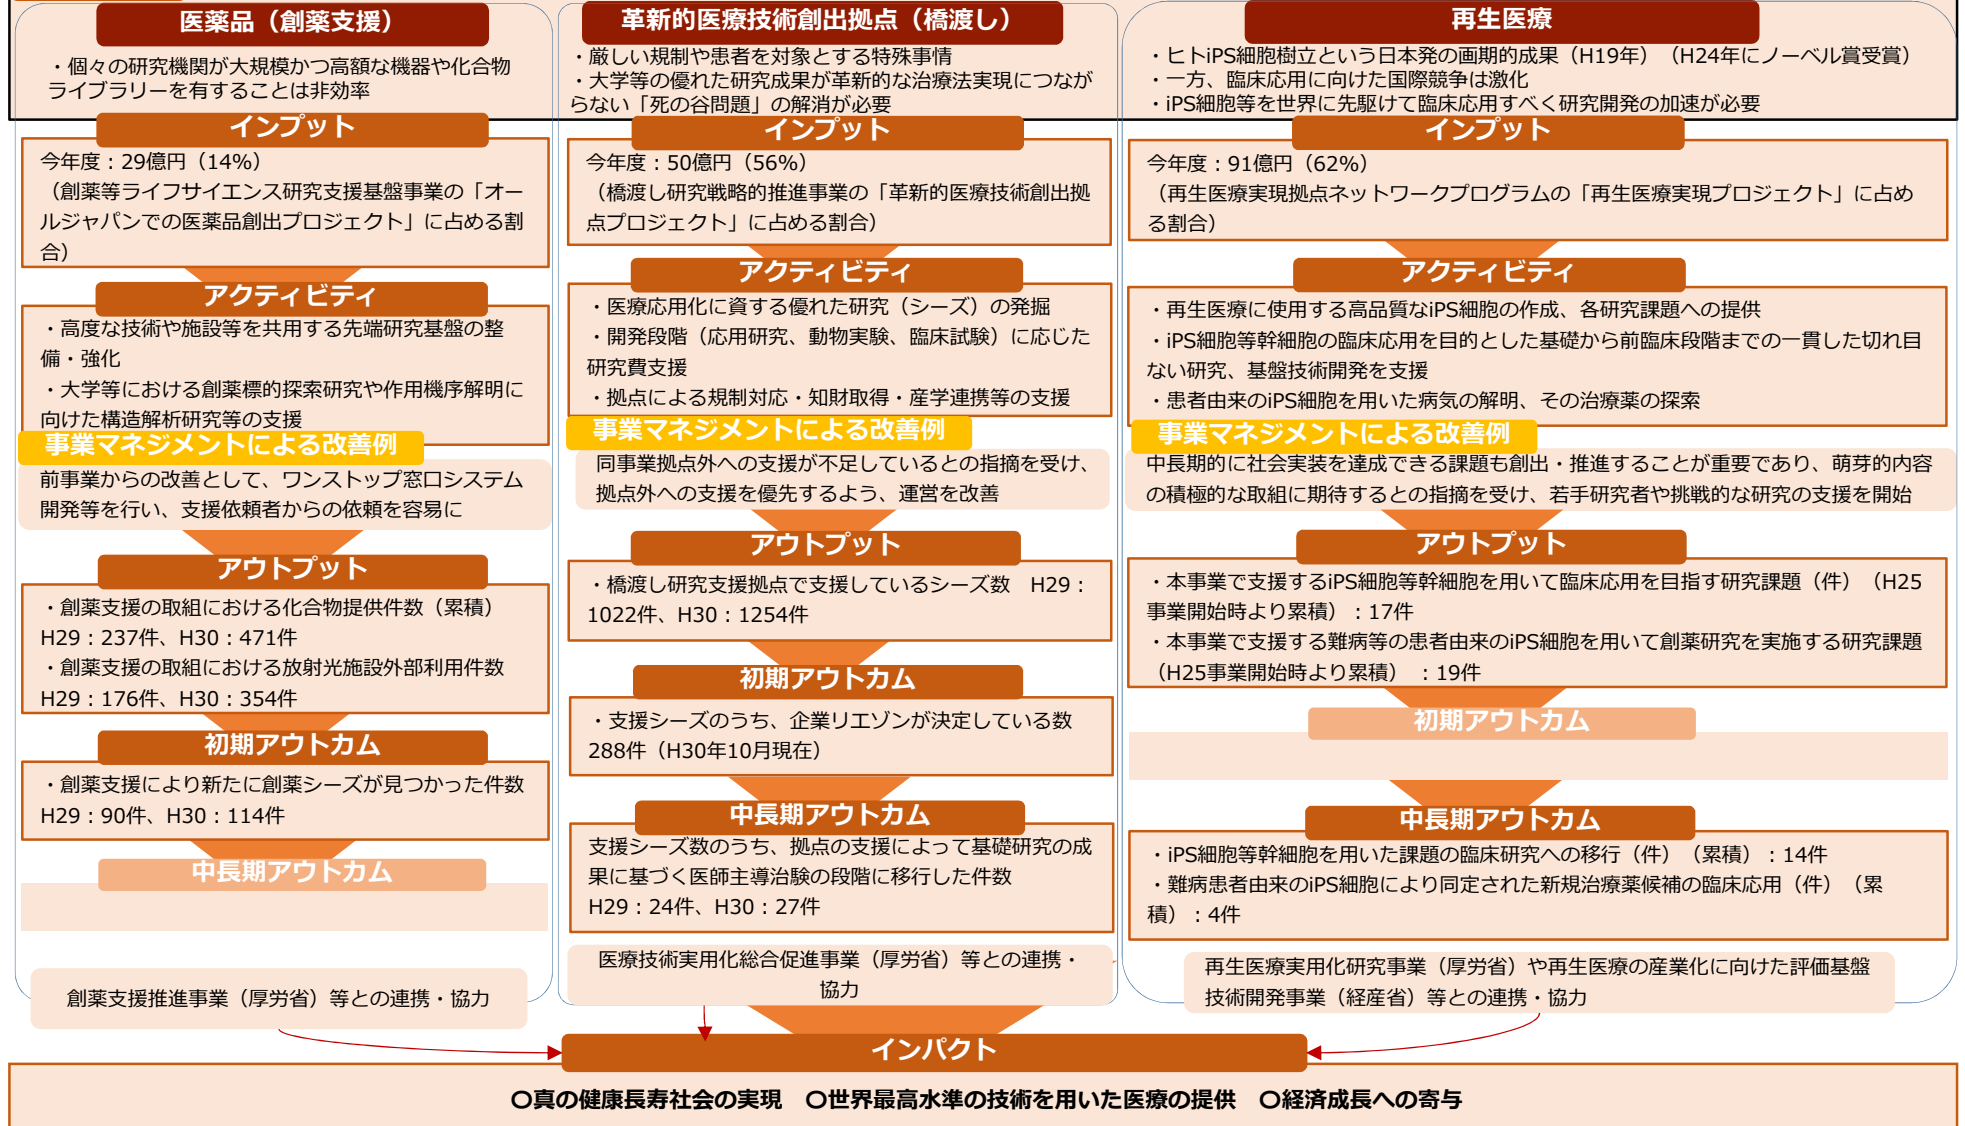 医薬品（創薬支援）
・個々の研究機関が大規模かつ高額な機器や化合物
ライブラリーを有することは非効率
インプット
今年度：29億円（14%）
（創薬等ライフサイエンス研究支援基盤事業の「オー
ルジャパンでの医薬品創出プロジェクト」に占める割
合）
アクティビティ
・高度な技術や施設等を共用する先端研究基盤の整
備・強化
・大学等における創薬標的探索研究や作用機序解明に
向けた構造解析研究等の支援
事業マネジメントによる改善例
前事業からの改善として、ワンストップ窓口システム
開発等を行い、支援依頼者からの依頼を容易に
アウトプット
・創薬支援の取組における化合物提供件数（累積）
H29：237件、H30：471件
・創薬支援の取組における放射光施設外部利用件数
H29：176件、H30：354件
初期アウトカム
・創薬支援により新たに創薬シーズが見つかった件数
H29：90件、H30：114件
中長期アウトカム
創薬支援推進事業（厚労省）等との連携・協力
革新的医療技術創出拠点（橋渡し）
・厳しい規制や患者を対象とする特殊事情
・大学等の優れた研究成果が革新的な治療法実現につなが
らない「死の谷問題」の解消が必要
インプット
今年度：50億円（56%）
（橋渡し研究戦略的推進事業の「革新的医療技術創出拠
点プロジェクト」に占める割合）
アクティビティ
・医療応用化に資する優れた研究（シーズ）の発掘
・開発段階（応用研究、動物実験、臨床試験）に応じた
研究費支援
・拠点による規制対応・知財取得・産学連携等の支援
事業マネジメントによる改善例
同事業拠点外への支援が不足しているとの指摘を受け、
拠点外への支援を優先するよう、運営を改善
アウトプット
・橋渡し研究支援拠点で支援しているシーズ数　H29：
1022件、H30：1254件
初期アウトカム
・支援シーズのうち、企業リエゾンが決定している数
288件（H30年10月現在）
中長期アウトカム
支援シーズ数のうち、拠点の支援によって基礎研究の成
果に基づく医師主導治験の段階に移行した件数
H29：24件、H30：27件
医療技術実用化総合促進事業（厚労省）等との連携・
協力
再生医療
・ヒトiPS細胞樹立という日本発の画期的成果（H19年）（H24年にノーベル賞受賞）
・一方、臨床応用に向けた国際競争は激化
・iPS細胞等を世界に先駆けて臨床応用すべく研究開発の加速が必要
インプット
今年度：91億円（62%）
（再生医療実現拠点ネットワークプログラムの「再生医療実現プロジェクト」に占め
る割合）
アクティビティ
・再生医療に使用する高品質なiPS細胞の作成、各研究課題への提供
・iPS細胞等幹細胞の臨床応用を目的とした基礎から前臨床段階までの一貫した切れ目
ない研究、基盤技術開発を支援
・患者由来のiPS細胞を用いた病気の解明、その治療薬の探索
事業マネジメントによる改善例
中長期的に社会実装を達成できる課題も創出・推進することが重要であり、萌芽的内容
の積極的な取組に期待するとの指摘を受け、若手研究者や挑戦的な研究の支援を開始
アウトプット
・本事業で支援するiPS細胞等幹細胞を用いて臨床応用を目指す研究課題（件）（H25
事業開始時より累積）：17件
・本事業で支援する難病等の患者由来のiPS細胞を用いて創薬研究を実施する研究課題
（H25事業開始時より累積）　：19件
初期アウトカム
中長期アウトカム
・iPS細胞等幹細胞を用いた課題の臨床研究への移行（件）（累積）：14件
・難病患者由来のiPS細胞により同定された新規治療薬候補の臨床応用（件）（累
積）：4件
再生医療実用化研究事業（厚労省）や再生医療の産業化に向けた評価基盤
技術開発事業（経産省）等との連携・協力
インパクト
〇真の健康長寿社会の実現　〇世界最高水準の技術を用いた医療の提供　〇経済成長への寄与